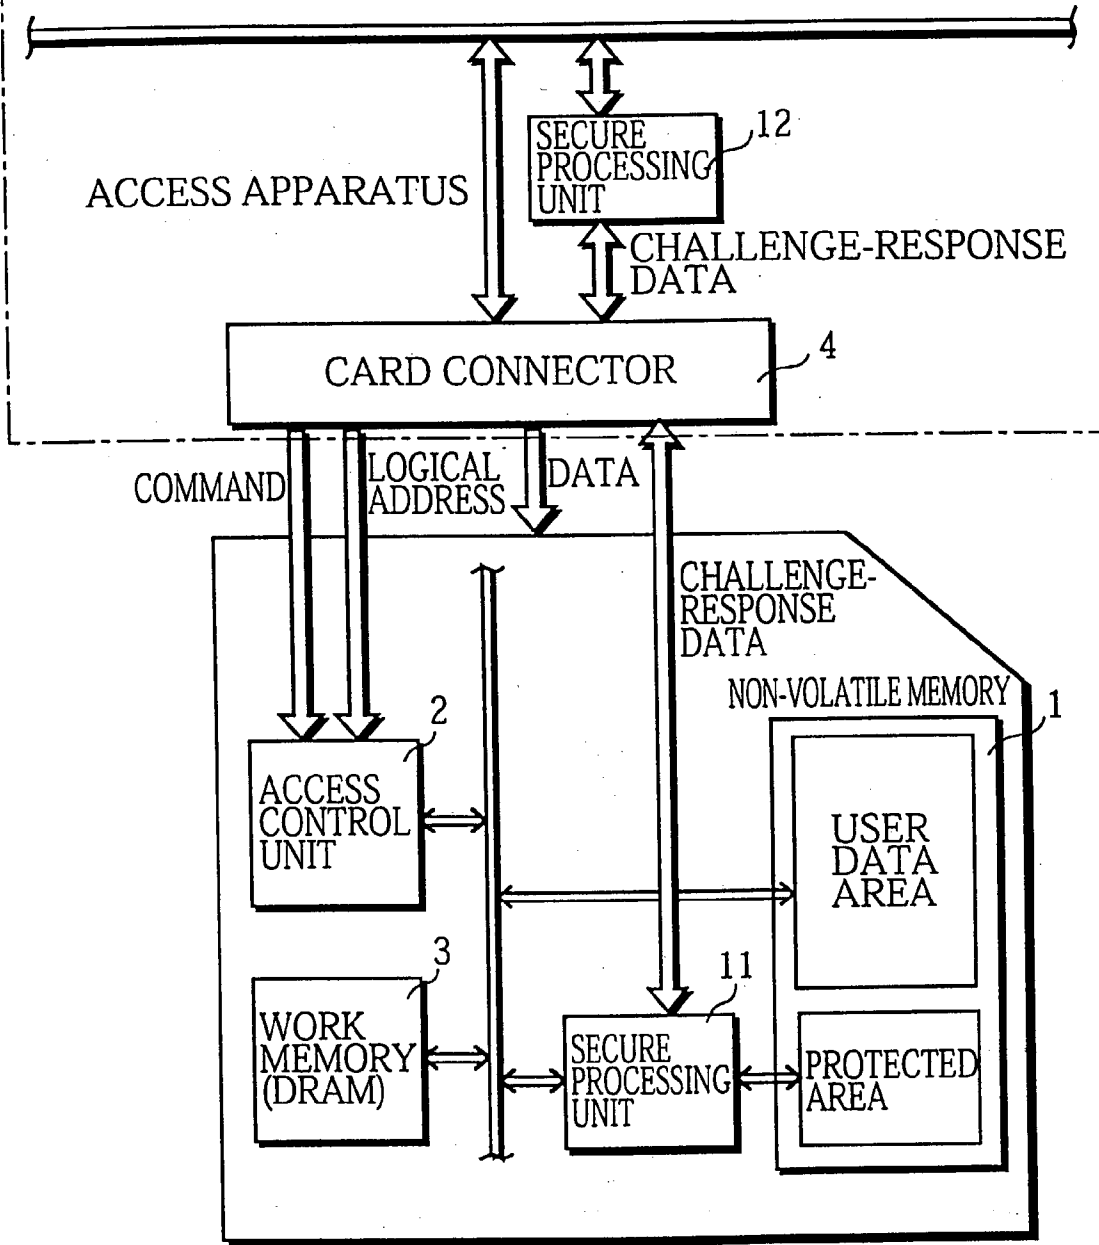 12
SECURE
PROCESSING
UNIT
ACCESS APPARATUS
CHALLENGE-RESPONSE
DATA
CARD CONNECTOR
4
COMMAND
LOGICAL
ADDRESS
DATA
CHALLENGE-
RESPONSE
DATA
NON-VOLATILE MEMORY
1
2
ACCESS
CONTROL
UNIT
USER
DATA
AREA
3
WORK
MEMORY
(DRAM)
11
SECURE
PROCESSING
UNIT
PROTECTED
AREA